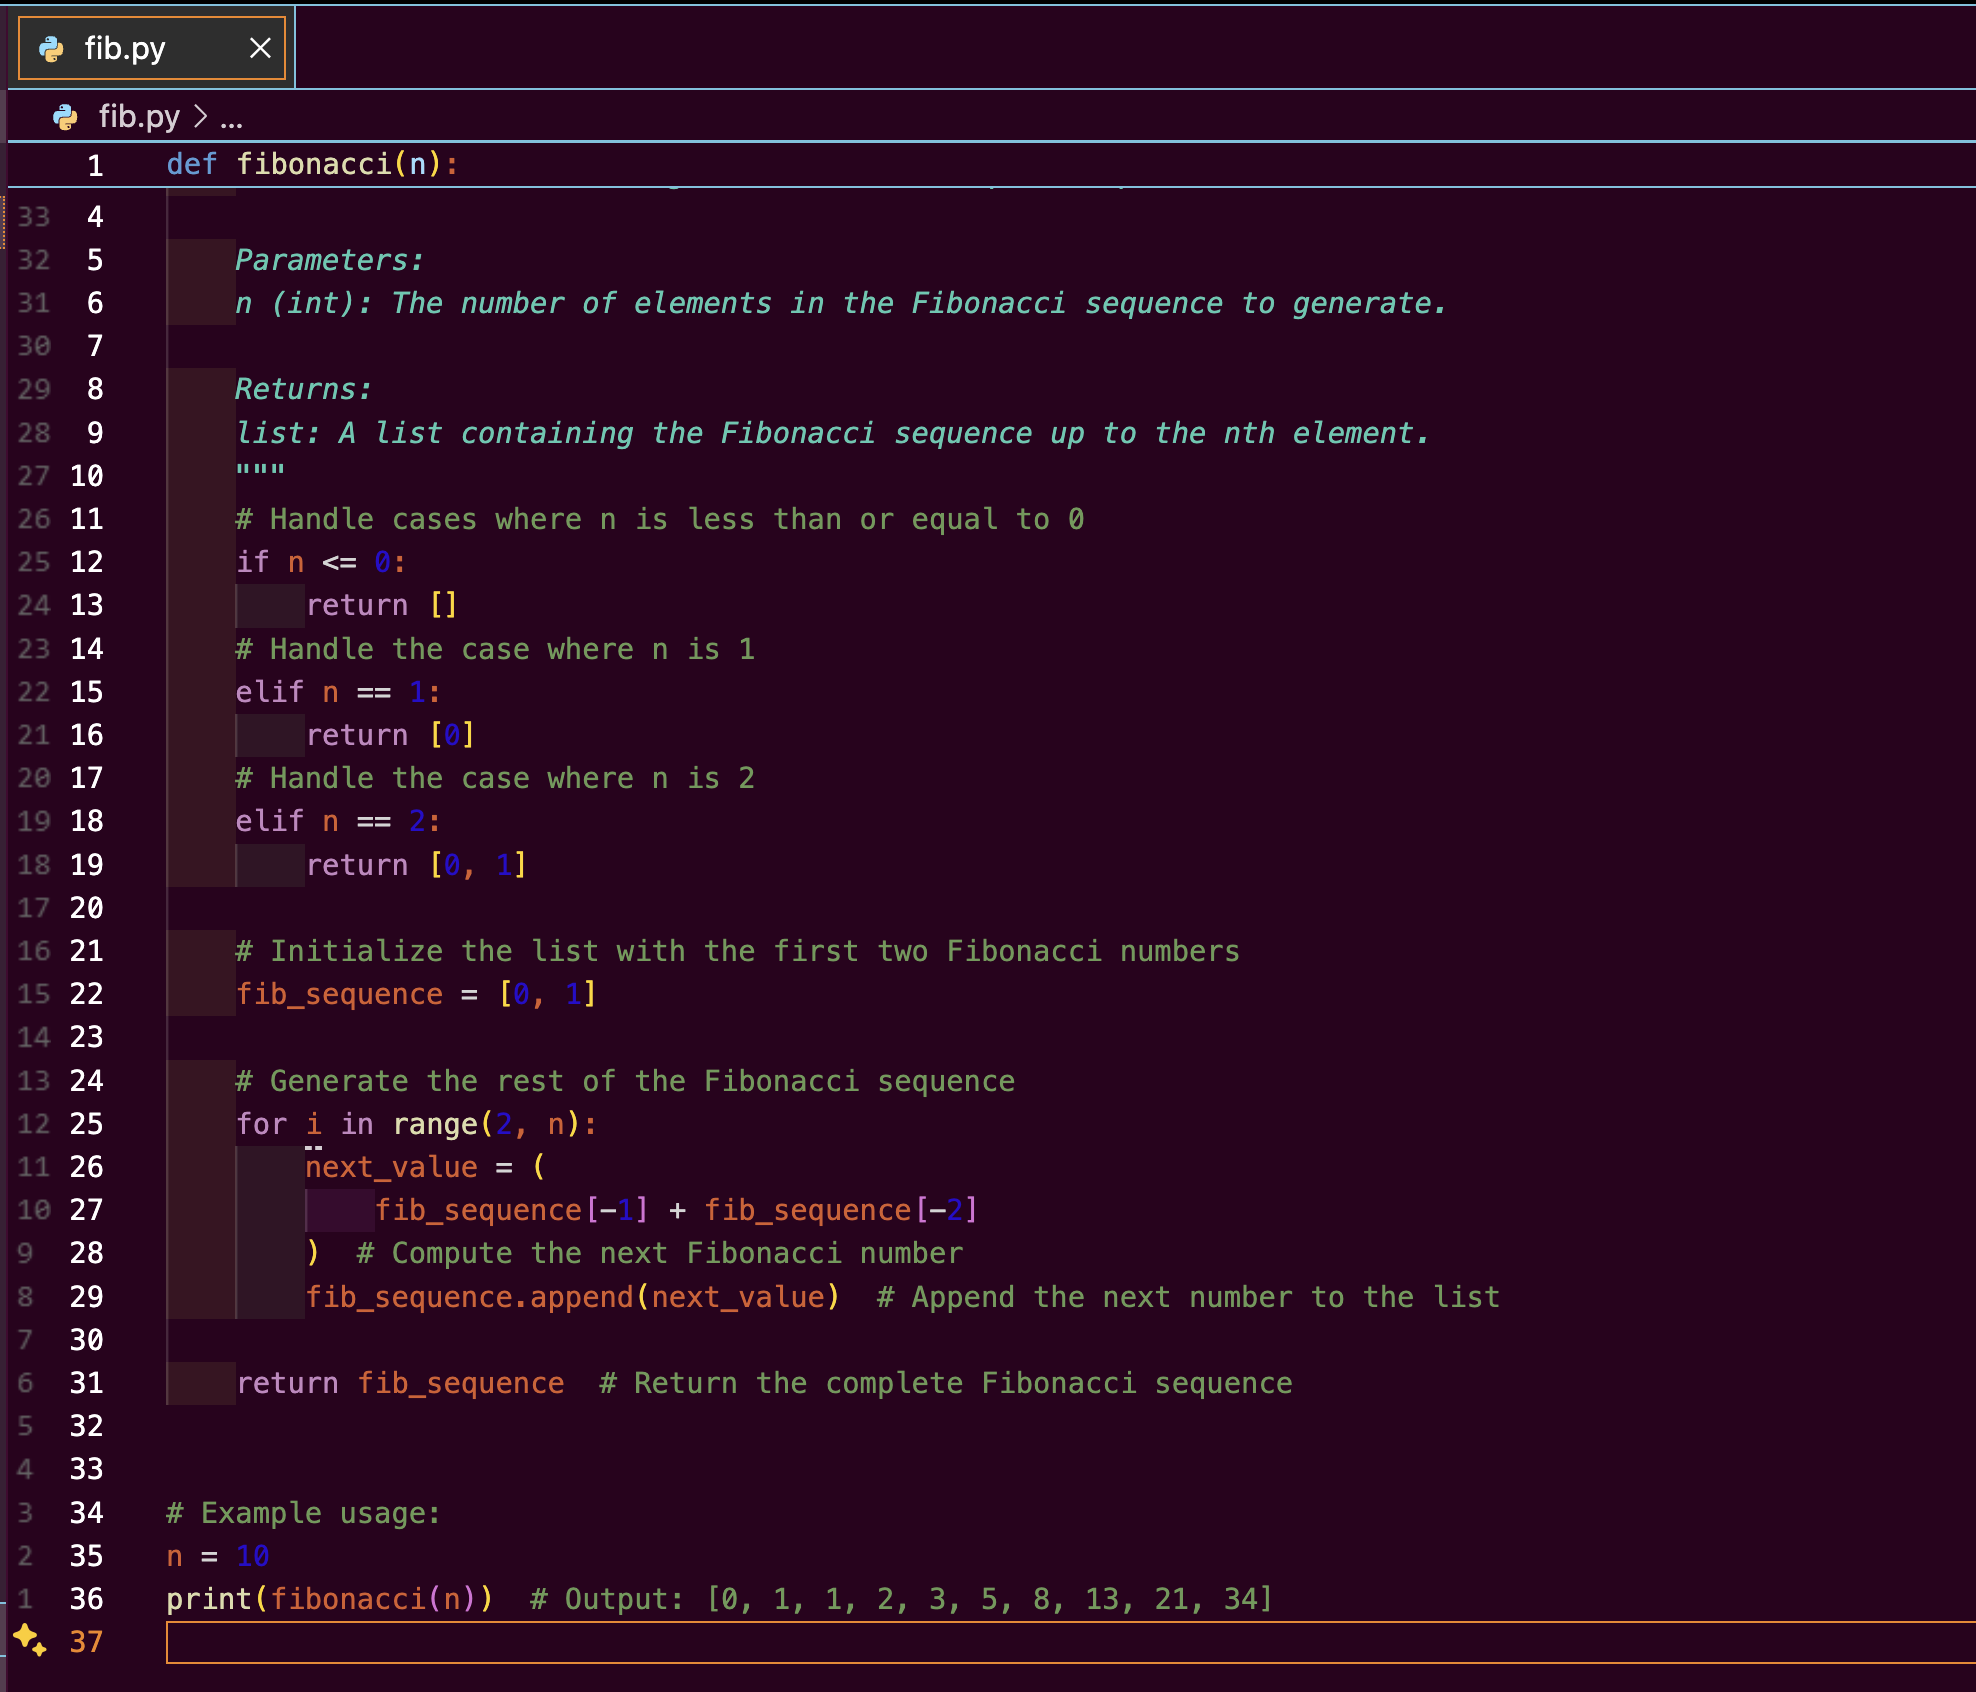 fib.py
fib.py > ...
1 def fibonacci(n):
33 4
32 5     Parameters:
31 6     n (int): The number of elements in the Fibonacci sequence to generate.
30 7
29 8     Returns:
28 9     list: A list containing the Fibonacci sequence up to the nth element.
27 10     """
26 11     # Handle cases where n is less than or equal to 0
25 12     if n <= 0:
24 13         return []
23 14     # Handle the case where n is 1
22 15     elif n == 1:
21 16         return [0]
20 17     # Handle the case where n is 2
19 18     elif n == 2:
18 19         return [0, 1]
17 20
16 21     # Initialize the list with the first two Fibonacci numbers
15 22     fib_sequence = [0, 1]
14 23
13 24     # Generate the rest of the Fibonacci sequence
12 25     for i in range(2, n):
11 26         next_value = (
10 27             fib_sequence[-1] + fib_sequence[-2]
9 28         )  # Compute the next Fibonacci number
8 29         fib_sequence.append(next_value)  # Append the next number to the list
7 30
6 31     return fib_sequence  # Return the complete Fibonacci sequence
5 32
4 33
3 34 # Example usage:
2 35 n = 10
1 36 print(fibonacci(n))  # Output: [0, 1, 1, 2, 3, 5, 8, 13, 21, 34]
37